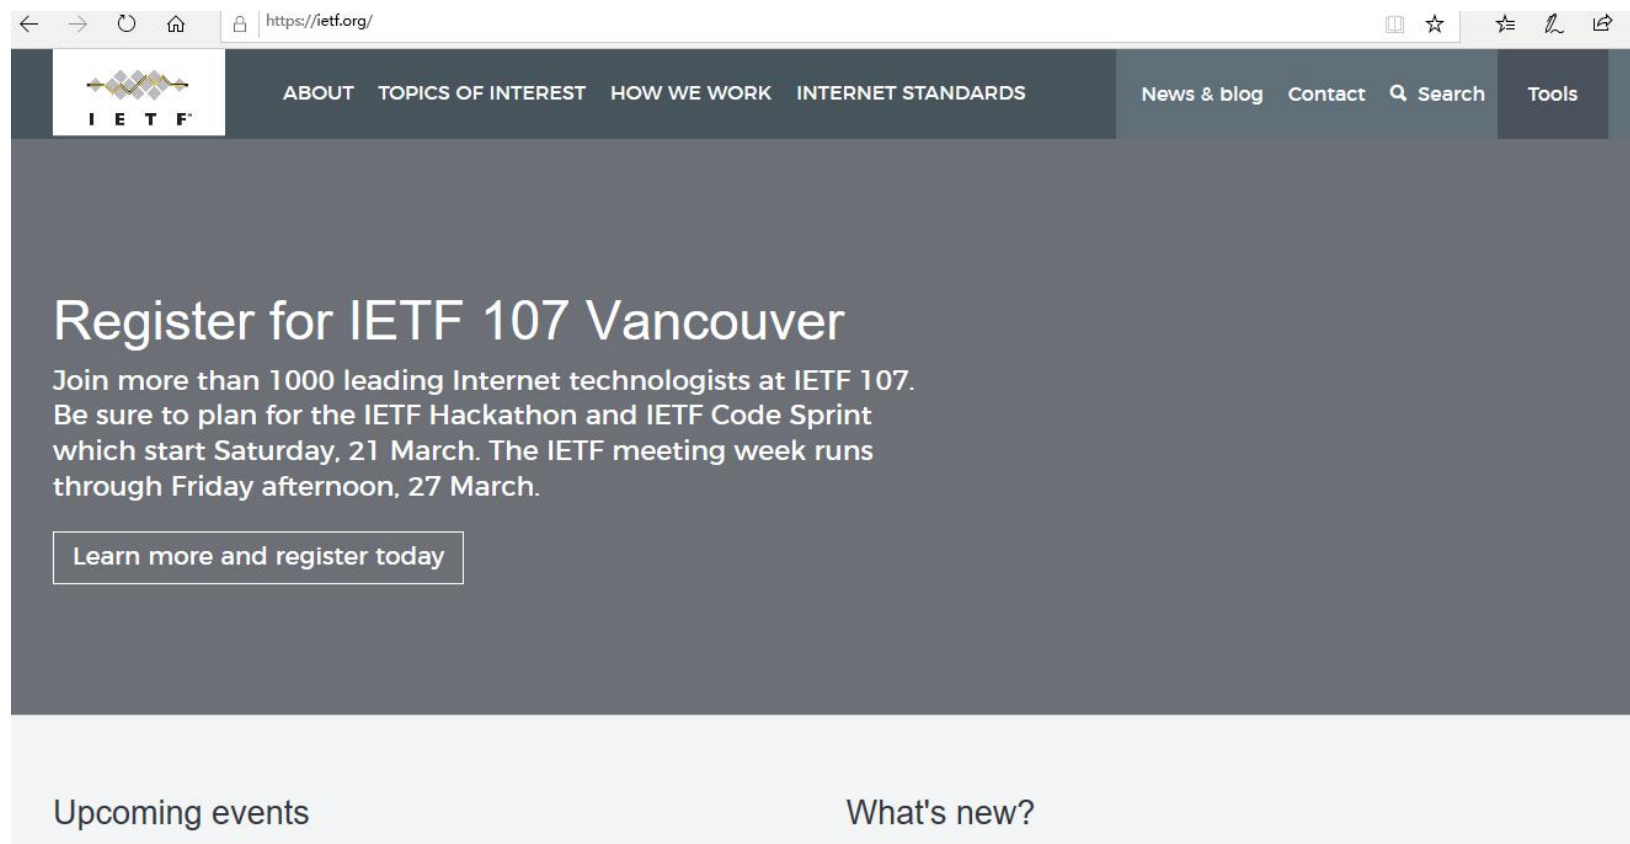 https://ietf.org/
I E T F
ABOUT TOPICS OF INTEREST HOW WE WORK INTERNET STANDARDS News & blog Contact Search Tools
Register for IETF 107 Vancouver
Join more than 1000 leading Internet technologists at IETF 107.
Be sure to plan for the IETF Hackathon and IETF Code Sprint
which start Saturday, 21 March. The IETF meeting week runs
through Friday afternoon, 27 March.
Learn more and register today
Upcoming events
What's new?